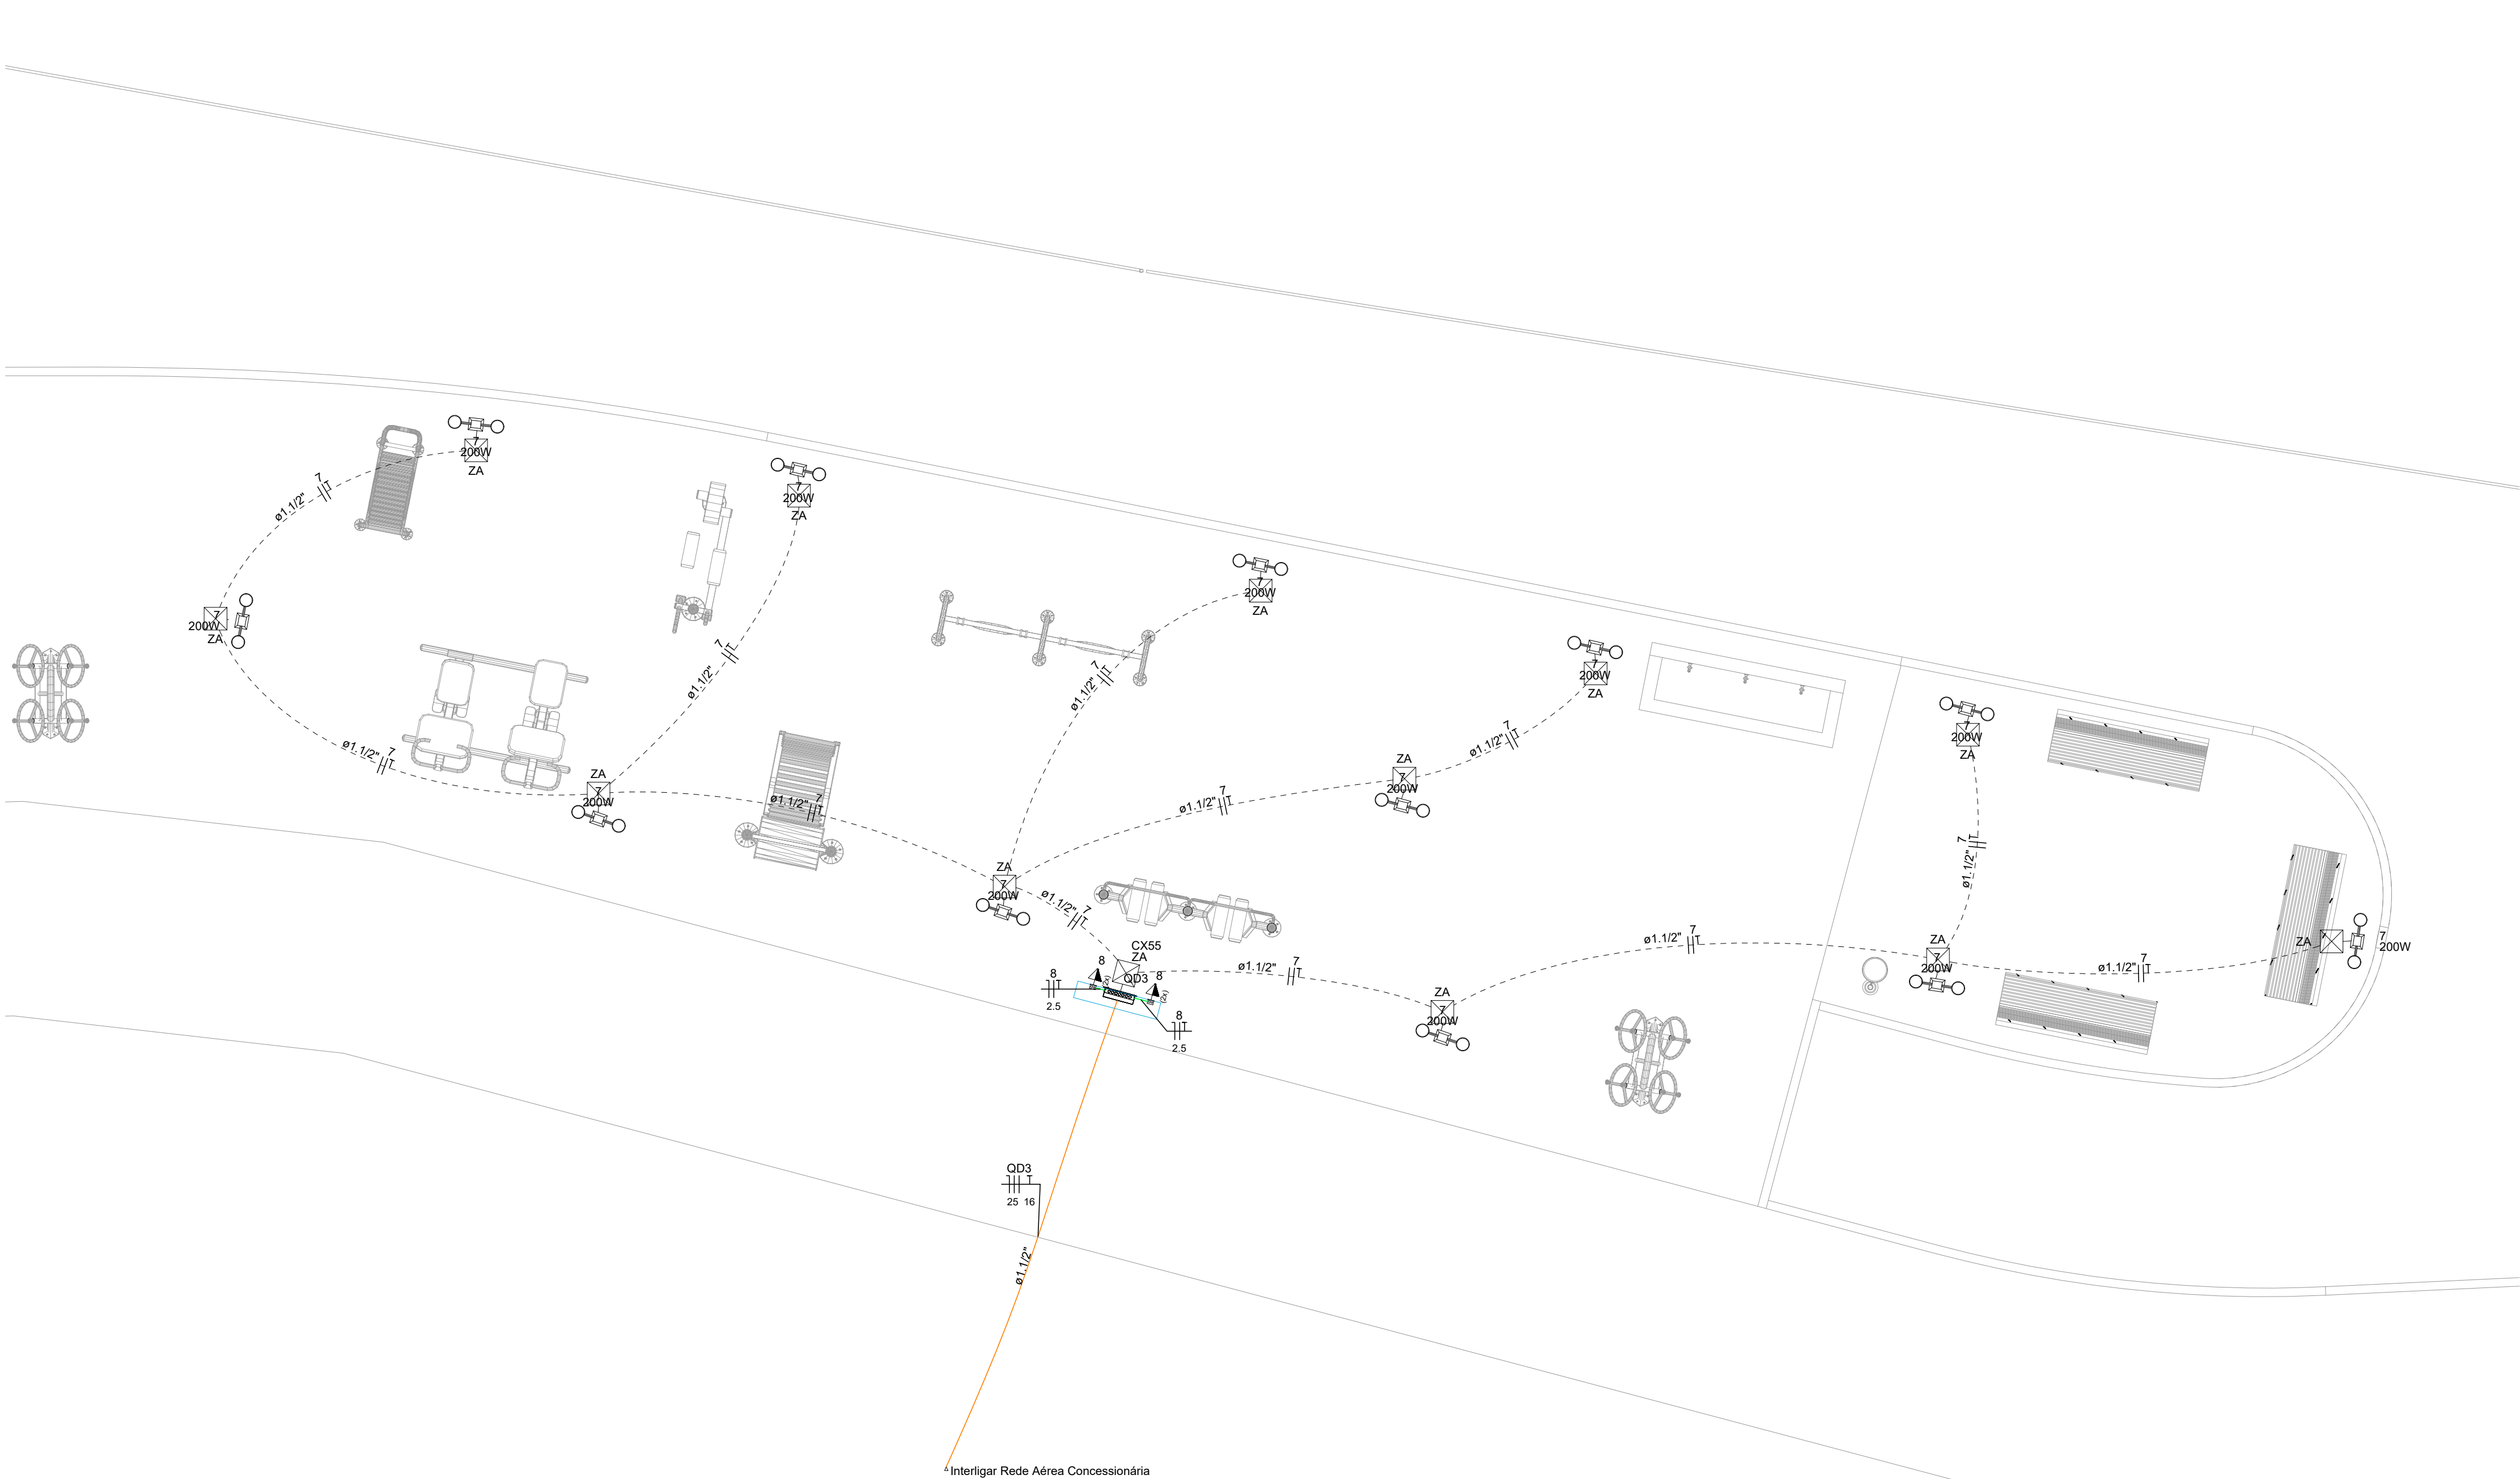 7
200W
ZA
7
ø1.1/2"
7
200W
ZA
7
200W
ZA
7
200W
ZA
7
ø1.1/2"
7
ø1.1/2"
7
200W
ZA
7
ø1.1/2"
7
200W
ZA
7
ø1.1/2"
ZA
7
200W
7
ø1.1/2"
ZA
7
200W
7
ø1.1/2"
7
ø1.1/2"
7
ø1.1/2"
ZA
7
200W
7
ø1.1/2"
CX55
ZA
QD3
8
(2x)
8
(2x)
8
2.5
8
2.5
7
ø1.1/2"
7
ø1.1/2"
ZA
7
200W
ZA
7
200W
7
ø1.1/2"
ZA
7
7
200W
QD3
25 16
ø1.1/2"
Interligar Rede Aérea Concessionária